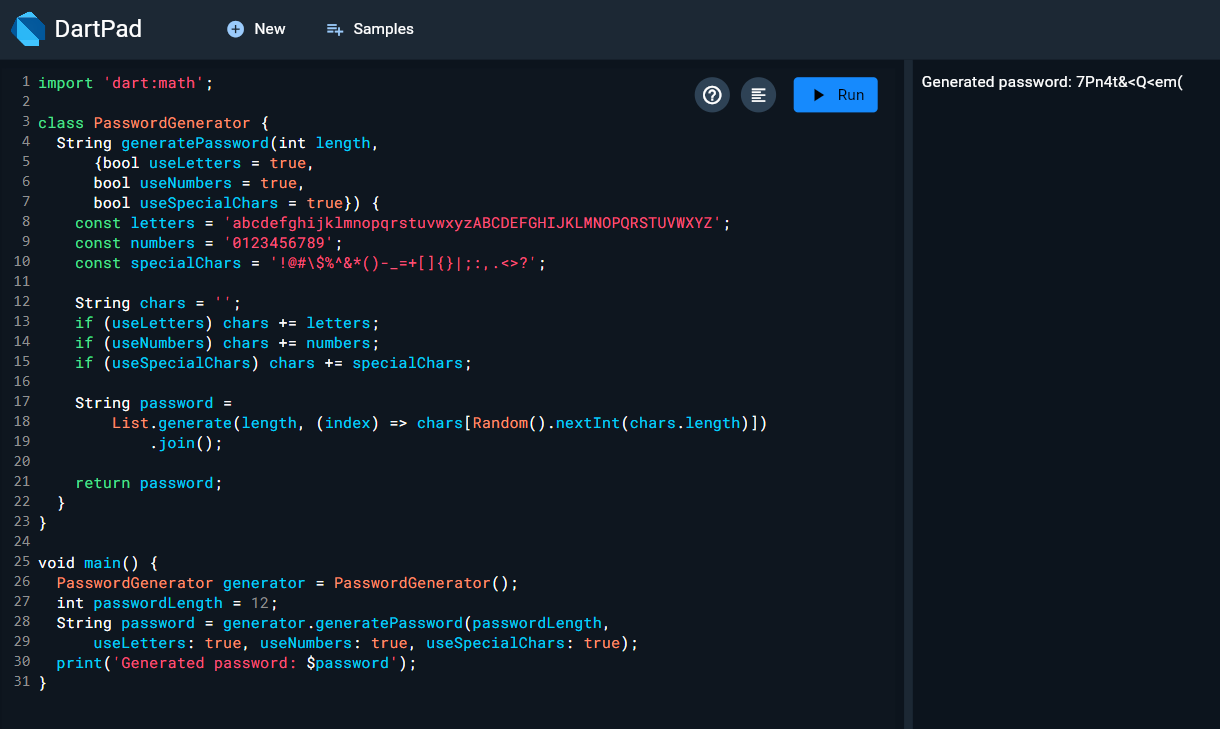 DartPad
New
Samples
1 import 'dart:math';
2
3 class PasswordGenerator {
4   String generatePassword(int length,
5       {bool useLetters = true,
6       bool useNumbers = true,
7       bool useSpecialChars = true}) {
8     const letters = 'abcdefghijklmnopqrstuvwxyzABCDEFGHIJKLMNOPQRSTUVWXYZ';
9     const numbers = '0123456789';
10     const specialChars = '!@#\$%^&*()-_=+[]{}|;:,.<>?';
11
12     String chars = '';
13     if (useLetters) chars += letters;
14     if (useNumbers) chars += numbers;
15     if (useSpecialChars) chars += specialChars;
16
17     String password =
18         List.generate(length, (index) => chars[Random().nextInt(chars.length)])
19             .join();
20
21     return password;
22   }
23 }
24
25 void main() {
26   PasswordGenerator generator = PasswordGenerator();
27   int passwordLength = 12;
28   String password = generator.generatePassword(passwordLength,
29       useLetters: true, useNumbers: true, useSpecialChars: true);
30   print('Generated password: $password');
31 }
Run
Generated password: 7Pn4t&<Q<em(